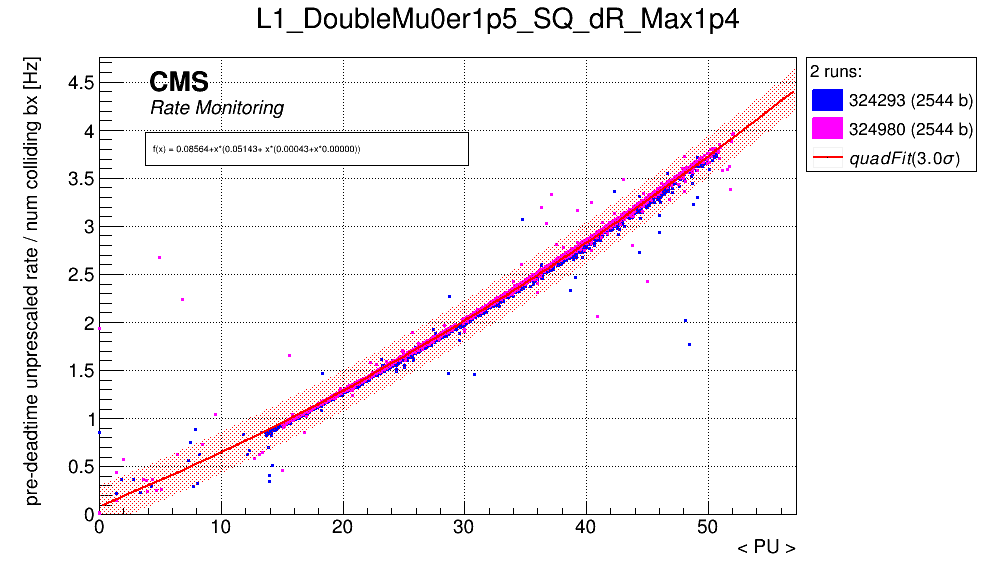 L1_DoubleMu0er1p5_SQ_dR_Max1p4
pre-deadtime unprescaled rate / num colliding bx [Hz]
CMS
Rate Monitoring
f(x) = 0.08564+x*(0.05143+ x*(0.00043+x*0.00000))
4.5
4
3.5
3
2.5
2
1.5
1
0.5
0
0
10
20
30
40
50
< PU >
2 runs:
324293 (2544 b)
324980 (2544 b)
quadFit(3.0σ)